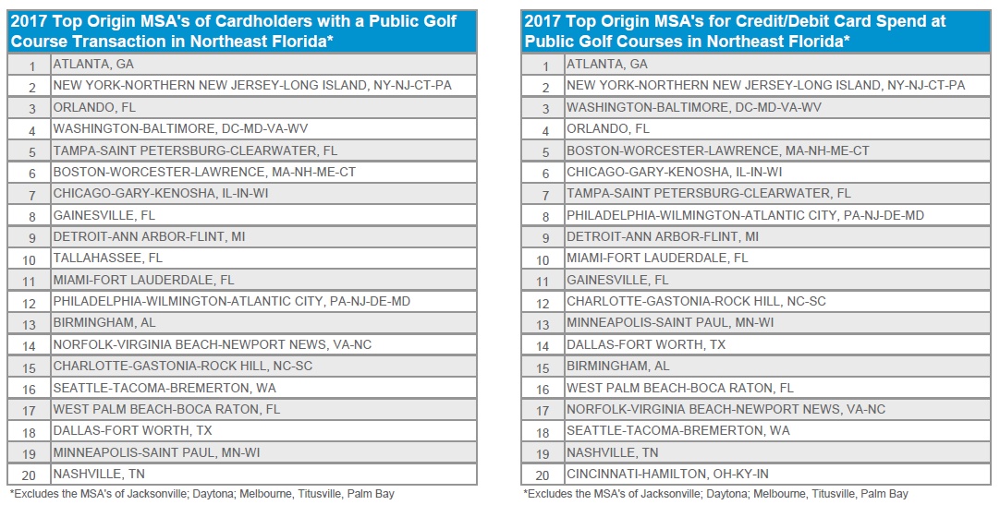 2017 Top Origin MSA's of Cardholders with a Public Golf
Course Transaction in Northeast Florida*
1 ATLANTA, GA
2 NEW YORK-NORTHERN NEW JERSEY-LONG ISLAND, NY-NJ-CT-PA
3 ORLANDO, FL
4 WASHINGTON-BALTIMORE, DC-MD-VA-WV
5 TAMPA-SAINT PETERSBURG-CLEARWATER, FL
6 BOSTON-WORCESTER-LAWRENCE, MA-NH-ME-CT
7 CHICAGO-GARY-KENOSHA, IL-IN-WI
8 GAINESVILLE, FL
9 DETROIT-ANN ARBOR-FLINT, MI
10 TALLAHASSEE, FL
11 MIAMI-FORT LAUDERDALE, FL
12 PHILADELPHIA-WILMINGTON-ATLANTIC CITY, PA-NJ-DE-MD
13 BIRMINGHAM, AL
14 NORFOLK-VIRGINIA BEACH-NEWPORT NEWS, VA-NC
15 CHARLOTTE-GASTONIA-ROCK HILL, NC-SC
16 SEATTLE-TACOMA-BREMERTON, WA
17 WEST PALM BEACH-BOCA RATON, FL
18 DALLAS-FORT WORTH, TX
19 MINNEAPOLIS-SAINT PAUL, MN-WI
20 NASHVILLE, TN
*Excludes the MSA's of Jacksonville; Daytona; Melbourne, Titusville, Palm Bay
2017 Top Origin MSA's for Credit/Debit Card Spend at
Public Golf Courses in Northeast Florida*
1 ATLANTA, GA
2 NEW YORK-NORTHERN NEW JERSEY-LONG ISLAND, NY-NJ-CT-PA
3 WASHINGTON-BALTIMORE, DC-MD-VA-WV
4 ORLANDO, FL
5 BOSTON-WORCESTER-LAWRENCE, MA-NH-ME-CT
6 CHICAGO-GARY-KENOSHA, IL-IN-WI
7 TAMPA-SAINT PETERSBURG-CLEARWATER, FL
8 PHILADELPHIA-WILMINGTON-ATLANTIC CITY, PA-NJ-DE-MD
9 DETROIT-ANN ARBOR-FLINT, MI
10 MIAMI-FORT LAUDERDALE, FL
11 GAINESVILLE, FL
12 CHARLOTTE-GASTONIA-ROCK HILL, NC-SC
13 MINNEAPOLIS-SAINT PAUL, MN-WI
14 DALLAS-FORT WORTH, TX
15 BIRMINGHAM, AL
16 WEST PALM BEACH-BOCA RATON, FL
17 NORFOLK-VIRGINIA BEACH-NEWPORT NEWS, VA-NC
18 SEATTLE-TACOMA-BREMERTON, WA
19 NASHVILLE, TN
20 CINCINNATI-HAMILTON, OH-KY-IN
*Excludes the MSA's of Jacksonville; Daytona; Melbourne, Titusville, Palm Bay